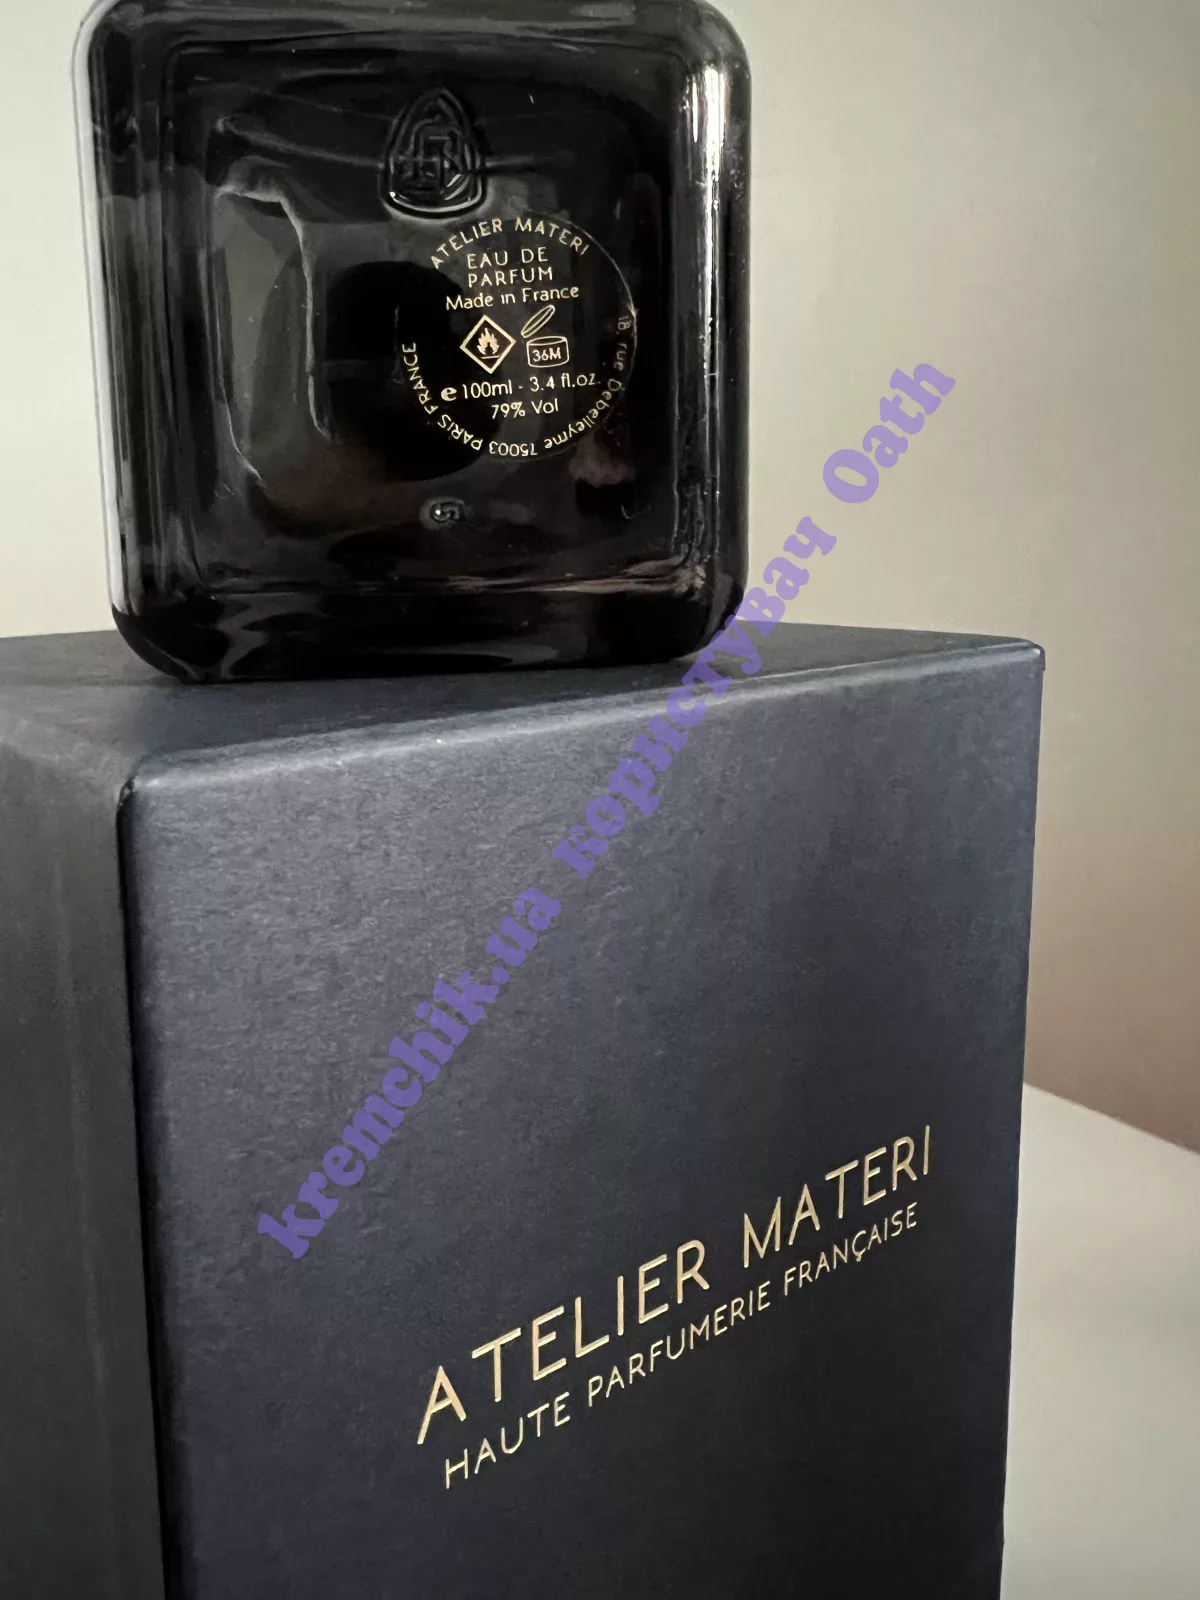 ATELIER MATERI
EAU DE
PARFUM
Made in France
36M
e 100ml - 3.4 fl.oz.
79% Vol
18, rue Debelleyme 75003 PARIS FRANCE
5
kremchik.ua користувач Oath
ATELIER MATERI
HAUTE PARFUMERIE FRANÇAISE